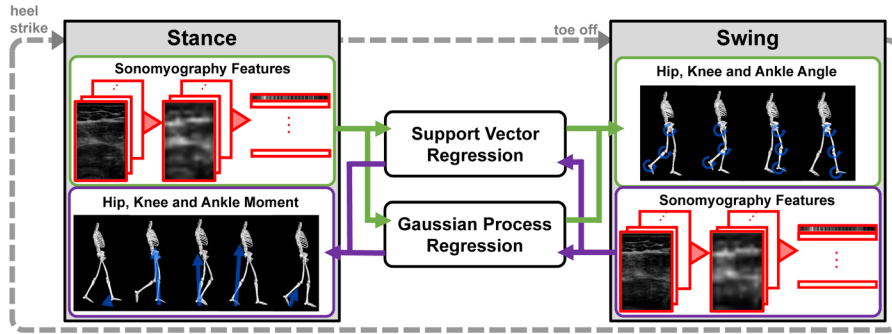 heel
strike
toe off
Stance
Sonomyography Features
Hip, Knee and Ankle Moment
Support Vector
Regression
Gaussian Process
Regression
Swing
Hip, Knee and Ankle Angle
Sonomyography Features